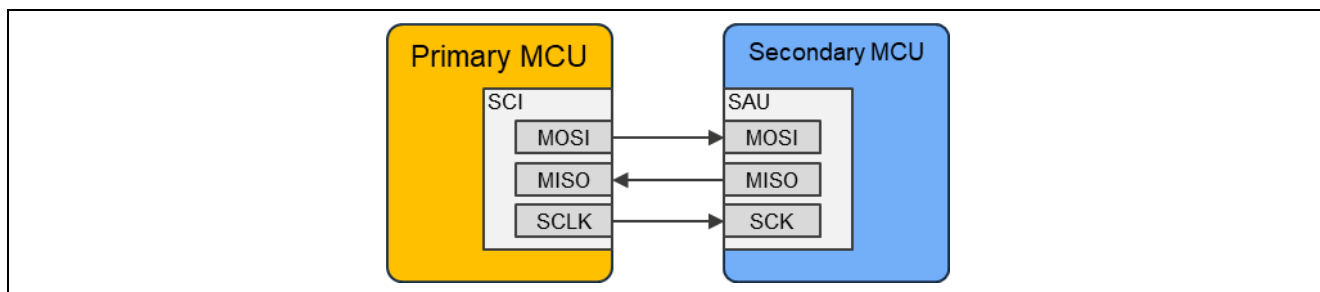 Primary MCU
Secondary MCU
SCI
SAU
MOSI
MOSI
MISO
MISO
SCLK
SCK